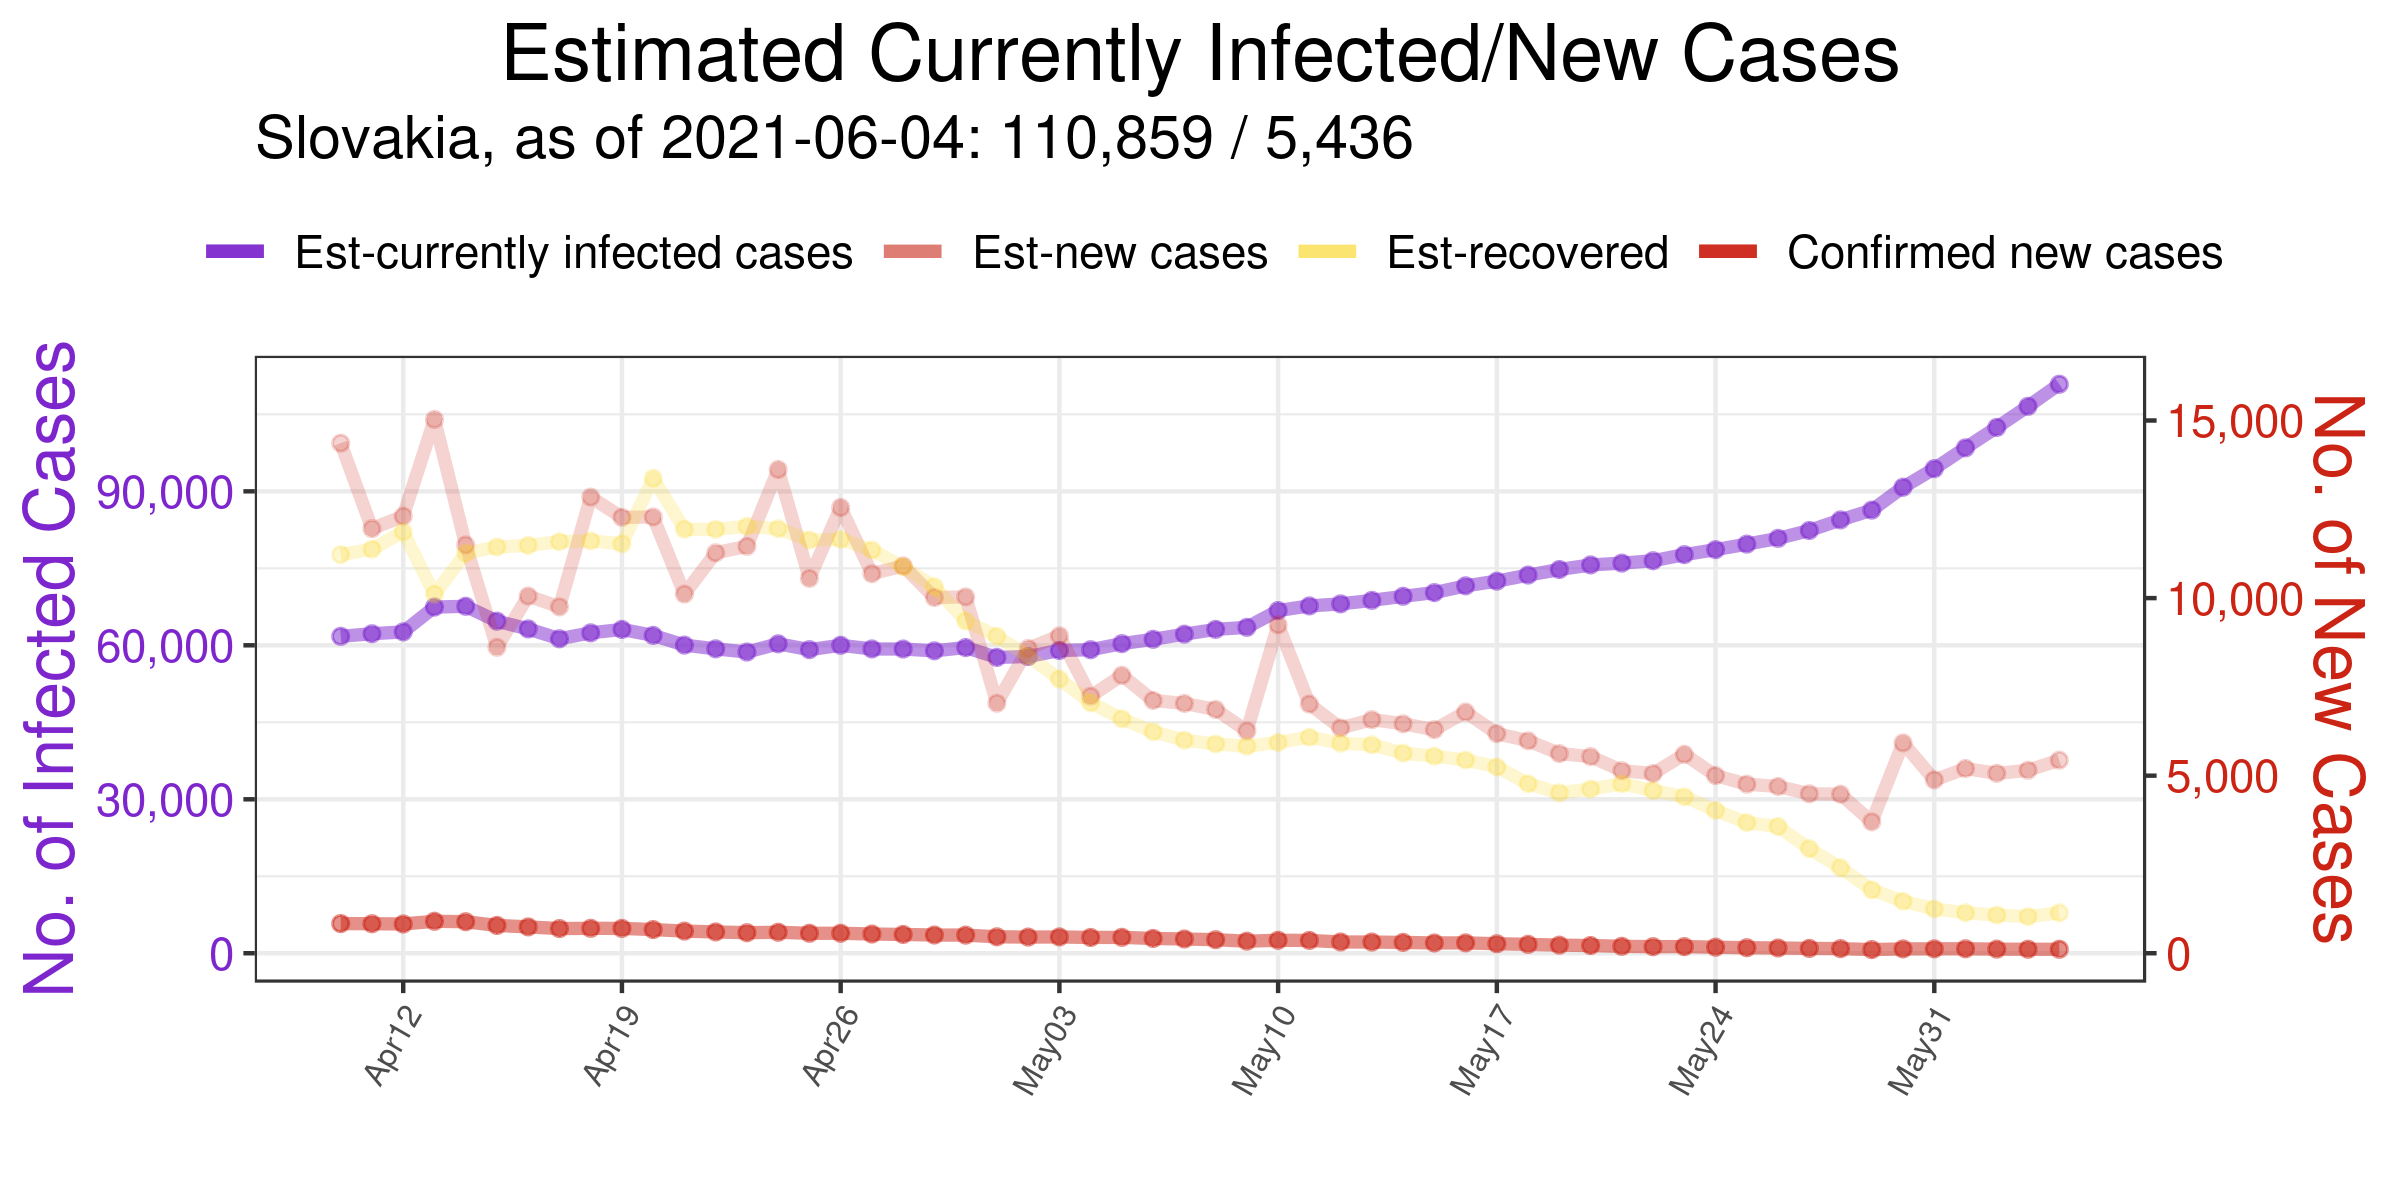 Estimated Currently Infected/New Cases
Slovakia, as of 2021-06-04: 110,859 / 5,436
Est-currently infected cases Est-new cases Est-recovered Confirmed new cases
No. of Infected Cases
90,000
60,000
30,000
0
15,000
10,000
5,000
0
No. of New Cases
Apr12 Apr19 Apr26 May03 May10 May17 May24 May31